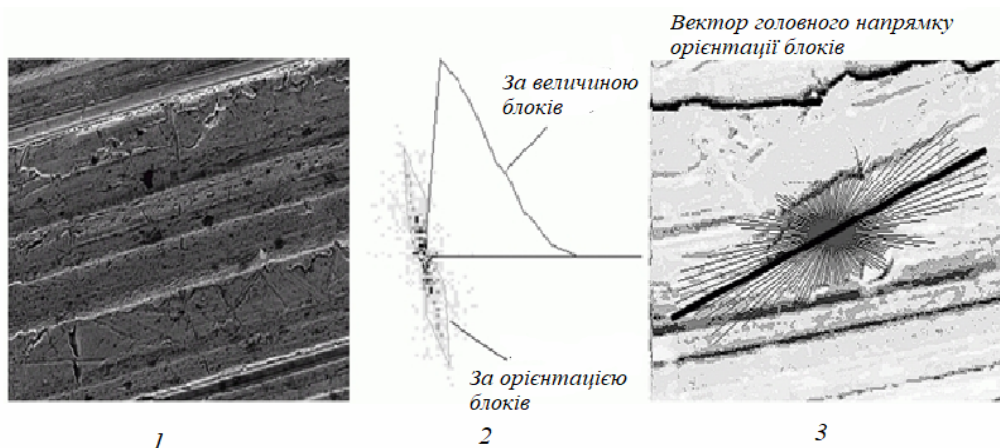 Вектор головного напрямку
орієнтації блоків
За величиною
блоків
За орієнтацією
блоків
1
2
3